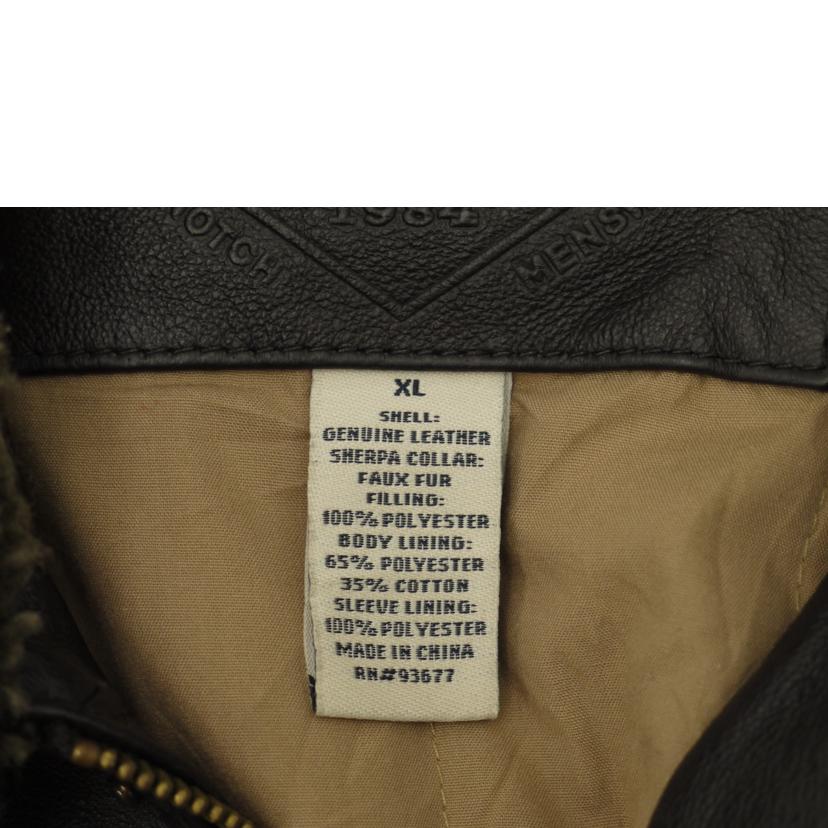 1984
NOTCH
XL
SHELL:
GENUINE LEATHER
SHERPA COLLAR:
FAUX FUR
FILLING:
100% POLYESTER
BODY LINING:
65% POLYESTER
35% COTTON
SLEEVE LINING:
100% POLYESTER
MADE IN CHINA
RN#93677